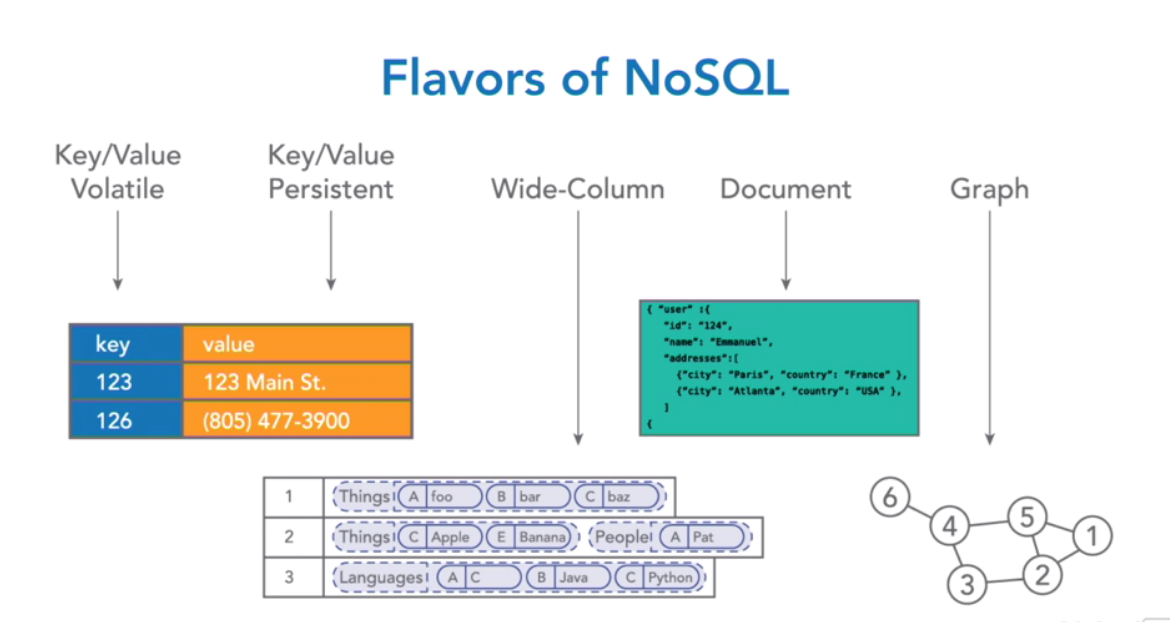 Flavors of NoSQL
Key/Value
Volatile
Key/Value
Persistent
Wide-Column
Document
Graph
key value
123 123 Main St.
126 (805) 477-3900
{ "user" :{
"id": "124",
"name": "Emmanuel",
"addresses":[
{"city": "Paris", "country": "France" },
{"city": "Atlanta", "country": "USA" },
]
{
1 Things A foo B bar C baz
2 Things C Apple E Banana People A Pat
3 Languages A C B Java C Python
6
4
5
1
3
2